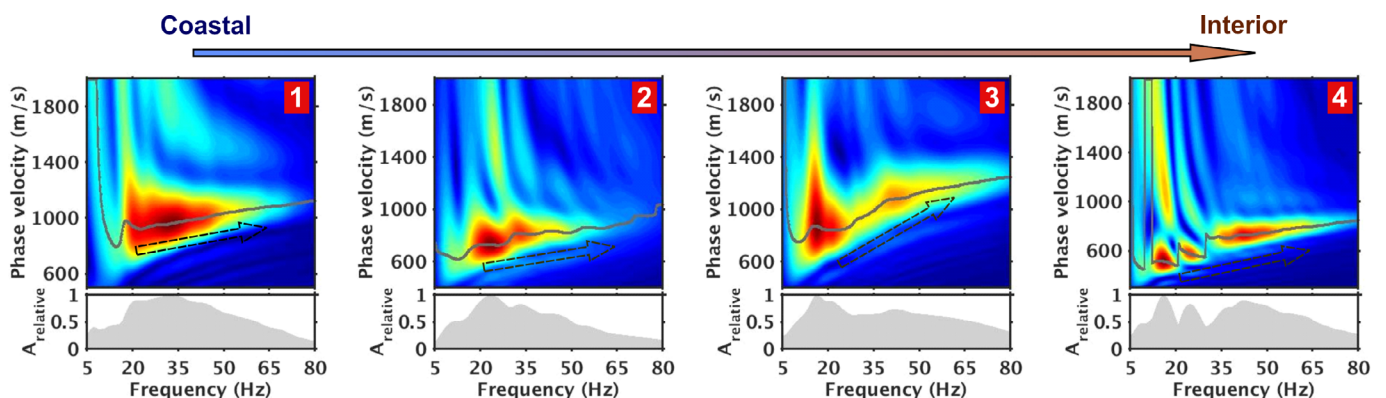 Coastal Interior
1 2 3 4
Phase velocity (m/s) Phase velocity (m/s) Phase velocity (m/s) Phase velocity (m/s)
1800 1800 1800 1800
1400 1400 1400 1400
1000 1000 1000 1000
600 600 600 600
A relative A relative A relative A relative
1 1 1 1
0.5 0.5 0.5 0.5
0 0 0 0
5 20 35 50 65 80 5 20 35 50 65 80 5 20 35 50 65 80 5 20 35 50 65 80
Frequency (Hz) Frequency (Hz) Frequency (Hz) Frequency (Hz)